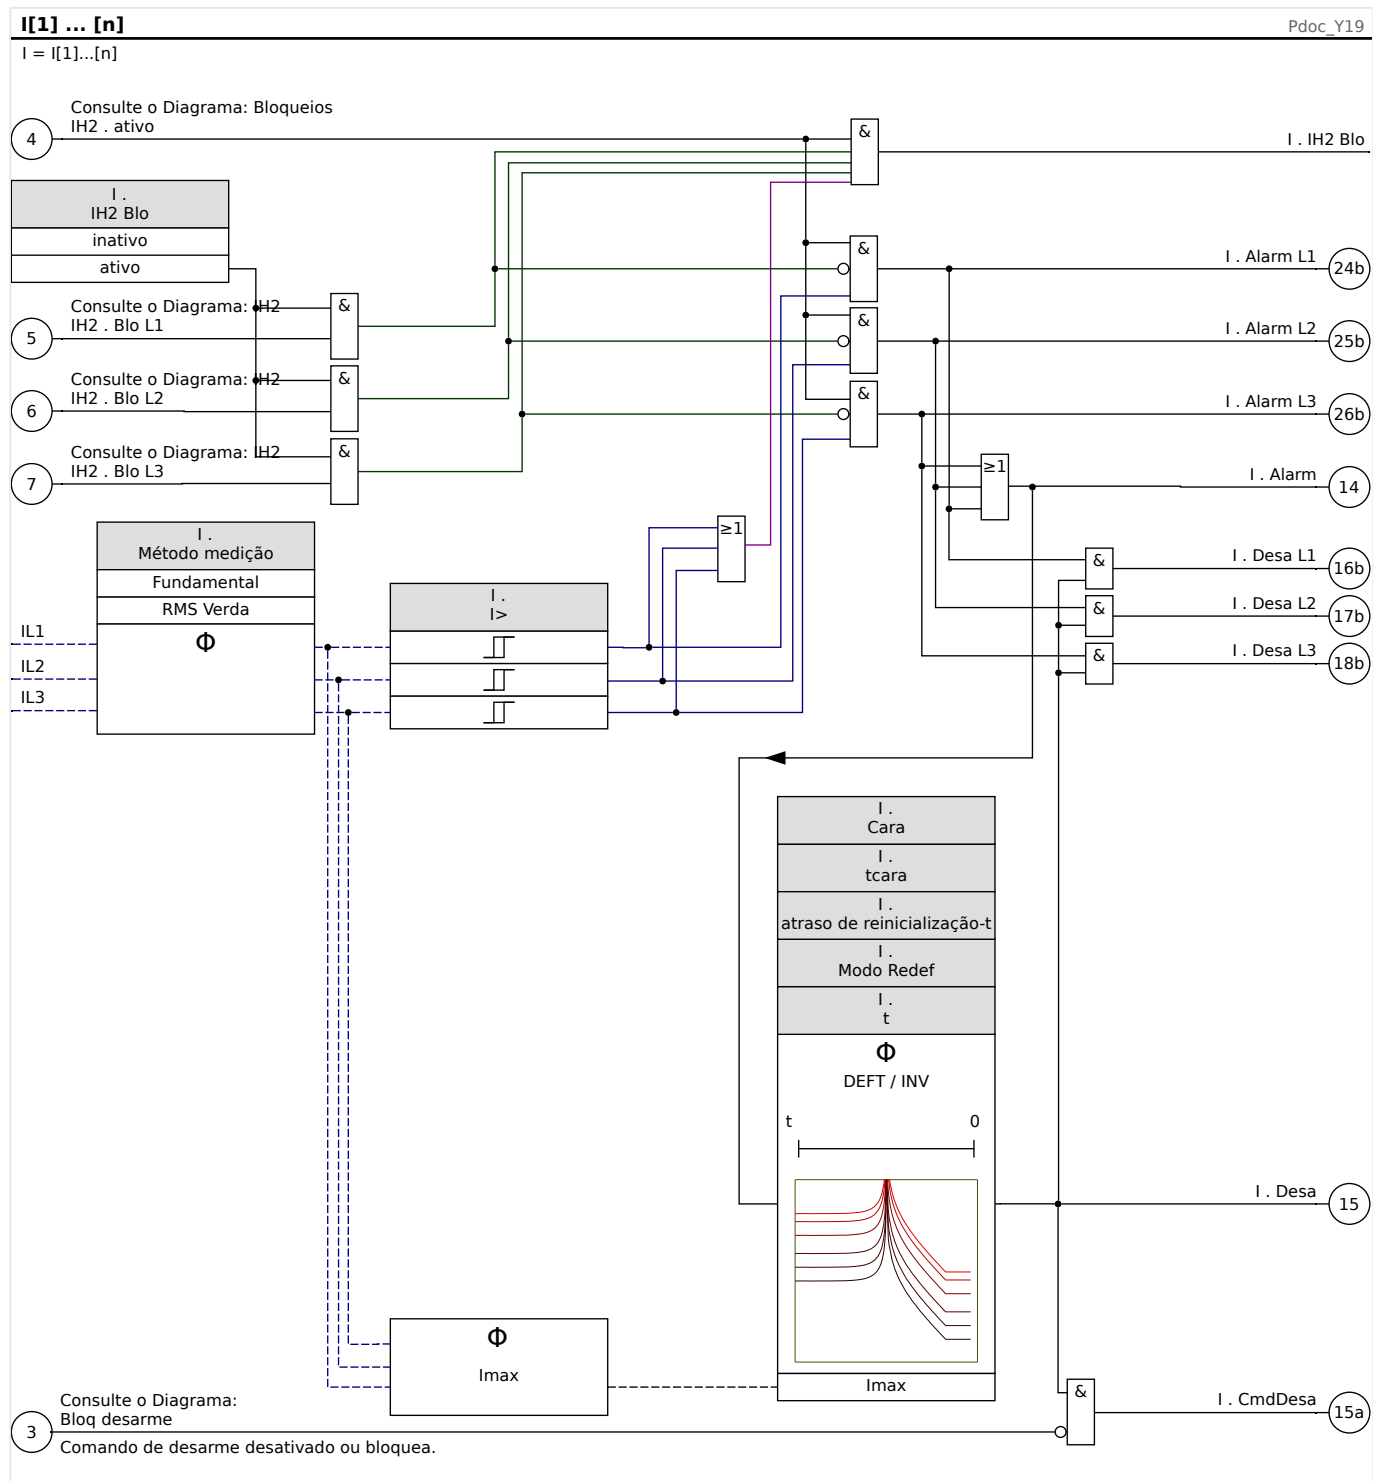 I[1] ... [n]
Pdoc_Y19
I = I[1]...[n]
Consulte o Diagrama: Bloqueios
IH2 . ativo
4
&
I . IH2 Blo
I .
IH2 Blo
inativo
ativo
&
I . Alarm L1
24b
Consulte o Diagrama: IH2
IH2 . Blo L1
5
&
&
I . Alarm L2
25b
Consulte o Diagrama: IH2
IH2 . Blo L2
6
&
&
I . Alarm L3
26b
Consulte o Diagrama: IH2
IH2 . Blo L3
7
&
≥1
I . Alarm
14
I .
Método medição
Fundamental
RMS Verda
Φ
IL1
IL2
IL3
≥1
I .
I>
&
I . Desa L1
16b
&
I . Desa L2
17b
&
I . Desa L3
18b
I .
Cara
I .
tcara
I .
atraso de reinicialização-t
I .
Modo Redef
I .
t
Φ
DEFT / INV
t
0
I . Desa
15
Φ
Imax
Imax
&
I . CmdDesa
15a
Consulte o Diagrama:
Bloq desarme
3
Comando de desarme desativado ou bloquea.